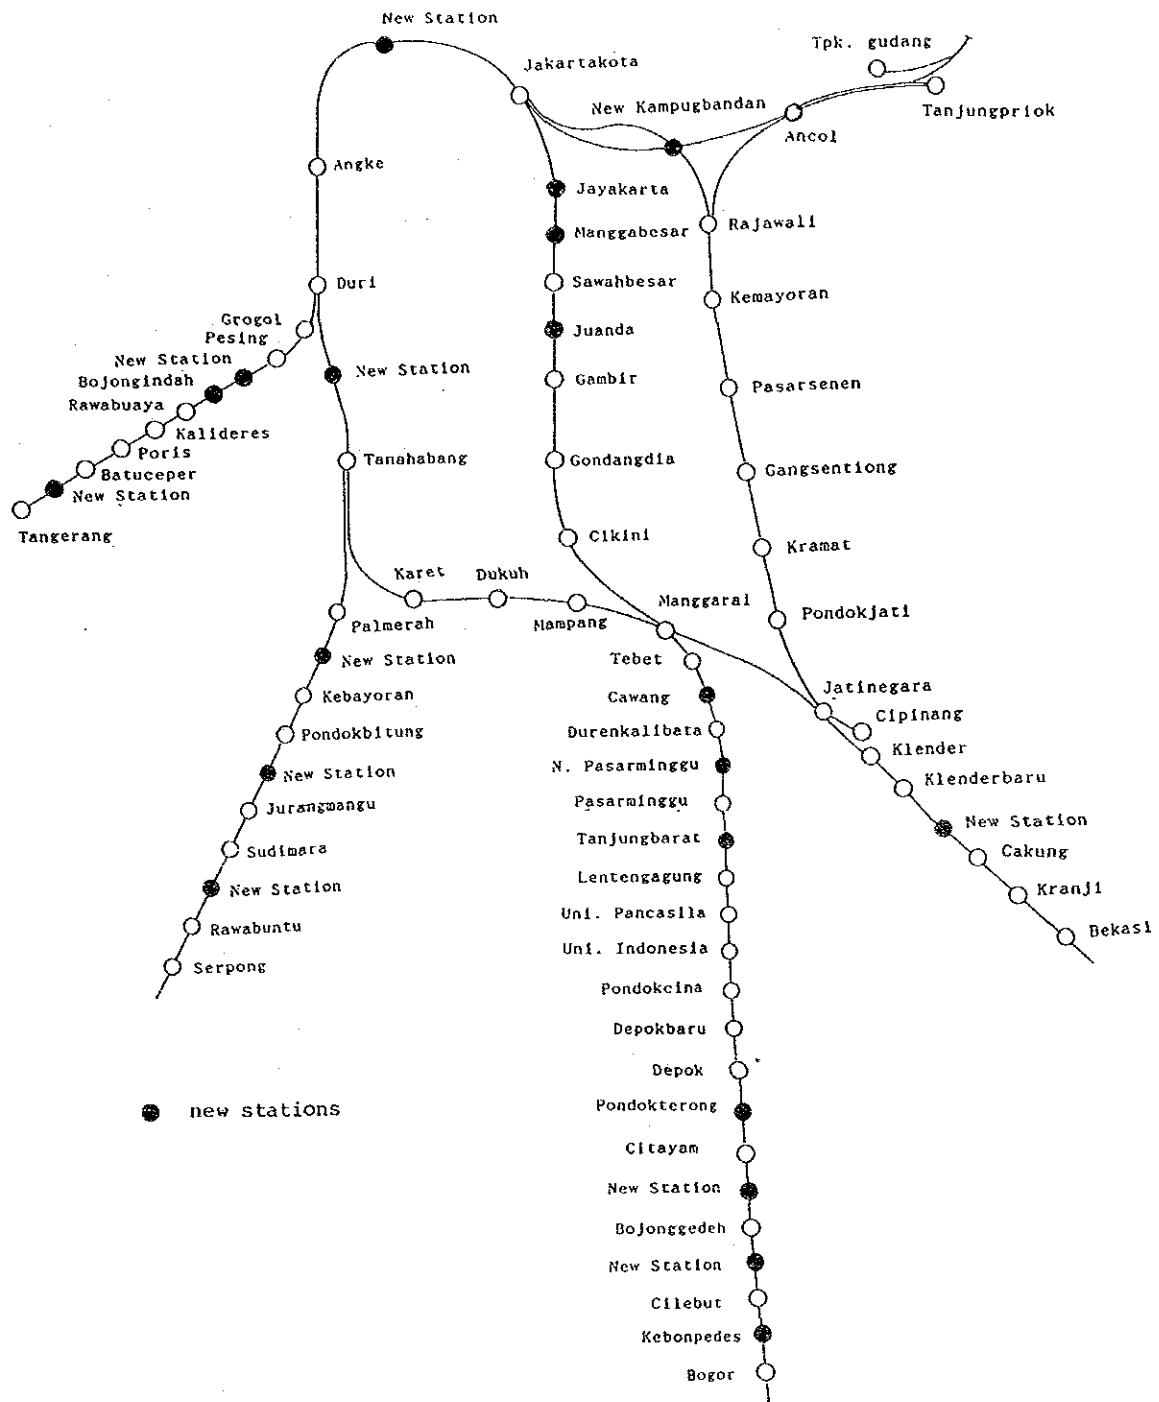 New Station
Jakartakota
Tpk. gudang
New Kampugbandan
Tanjungpriok
Ancol
Angke
Jayakarta
Manggabesar
Rajawali
Duri
Sawahbesar
Kemayoran
Grogol
Pesing
Juanda
New Station
New Station
Bojongindah
Gambir
Pasarsenen
Rawabuaya
Kalideres
Poris
Tanahabang
Gondangdia
Gangsentiong
Batuceper
New Station
Tangerang
Cikini
Kramat
Karet
Dukuh
Manggarai
Palmerah
Mampang
Pondokjati
New Station
Tebet
Jatinegara
Kebayoran
Cawang
Cipinang
Pondokbitung
Durenkalibata
Klender
New Station
N. Pasarminggu
Klenderbaru
Jurangmangu
Pasarminggu
New Station
Sudimara
Tanjungbarat
Cakung
New Station
Lentengagung
Kranji
Rawabuntu
Uni. Pancasila
Bekasi
Serpong
Uni. Indonesia
Pondokcina
Depokbaru
Depok
new stations
Pondokterong
Citayam
New Station
Bojonggedeh
New Station
Cilebut
Kebonpedes
Bogor